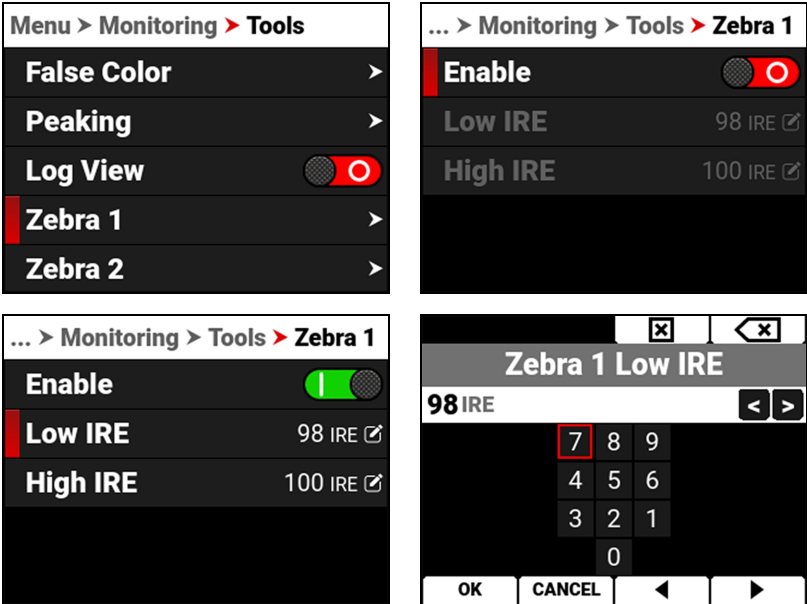 Menu > Monitoring > Tools
False Color >
Peaking >
Log View
Zebra 1 >
Zebra 2 >
... > Monitoring > Tools > Zebra 1
Enable
Low IRE 98 IRE
High IRE 100 IRE
... > Monitoring > Tools > Zebra 1
Enable
Low IRE 98 IRE
High IRE 100 IRE
Zebra 1 Low IRE
98 IRE < >
7 8 9
4 5 6
3 2 1
0
OK CANCEL